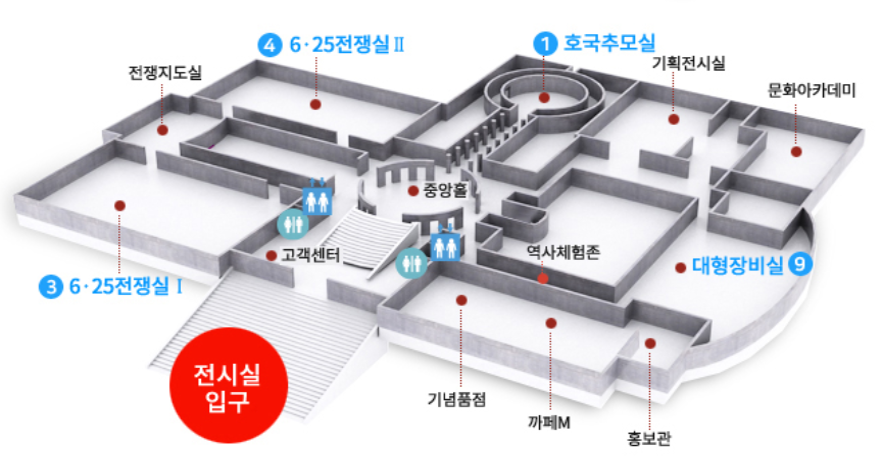 4 6·25전쟁실Ⅱ
1 호국추모실
전쟁지도실
기획전시실
문화아카데미
중앙홀
고객센터
역사체험존
대형장비실 9
3 6·25전쟁실Ⅰ
전시실
입구
기념품점
까페M
홍보관